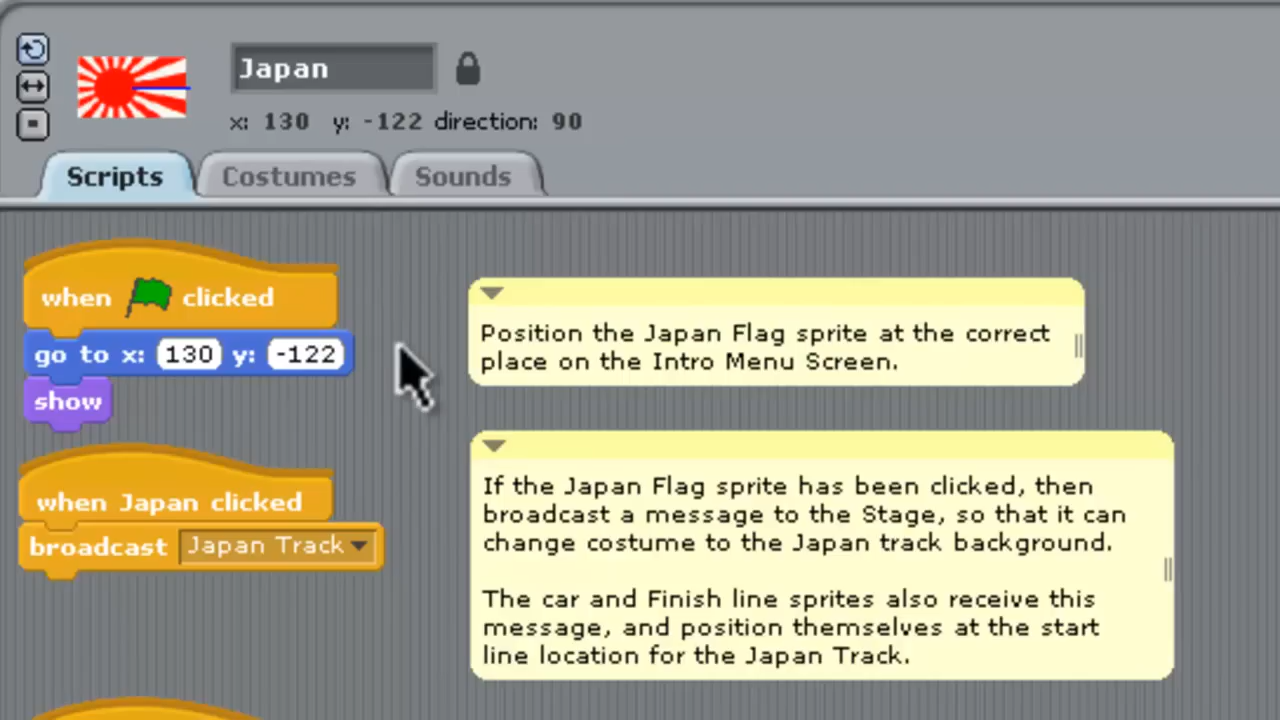 Japan
x: 130 y: -122 direction: 90
Scripts Costumes Sounds
when clicked
go to x: 130 y: -122
show
when Japan clicked
broadcast Japan Track
Position the Japan Flag sprite at the correct
place on the Intro Menu Screen.
If the Japan Flag sprite has been clicked, then
broadcast a message to the Stage, so that it can
change costume to the Japan track background.
The car and Finish line sprites also receive this
message, and position themselves at the start
line location for the Japan Track.